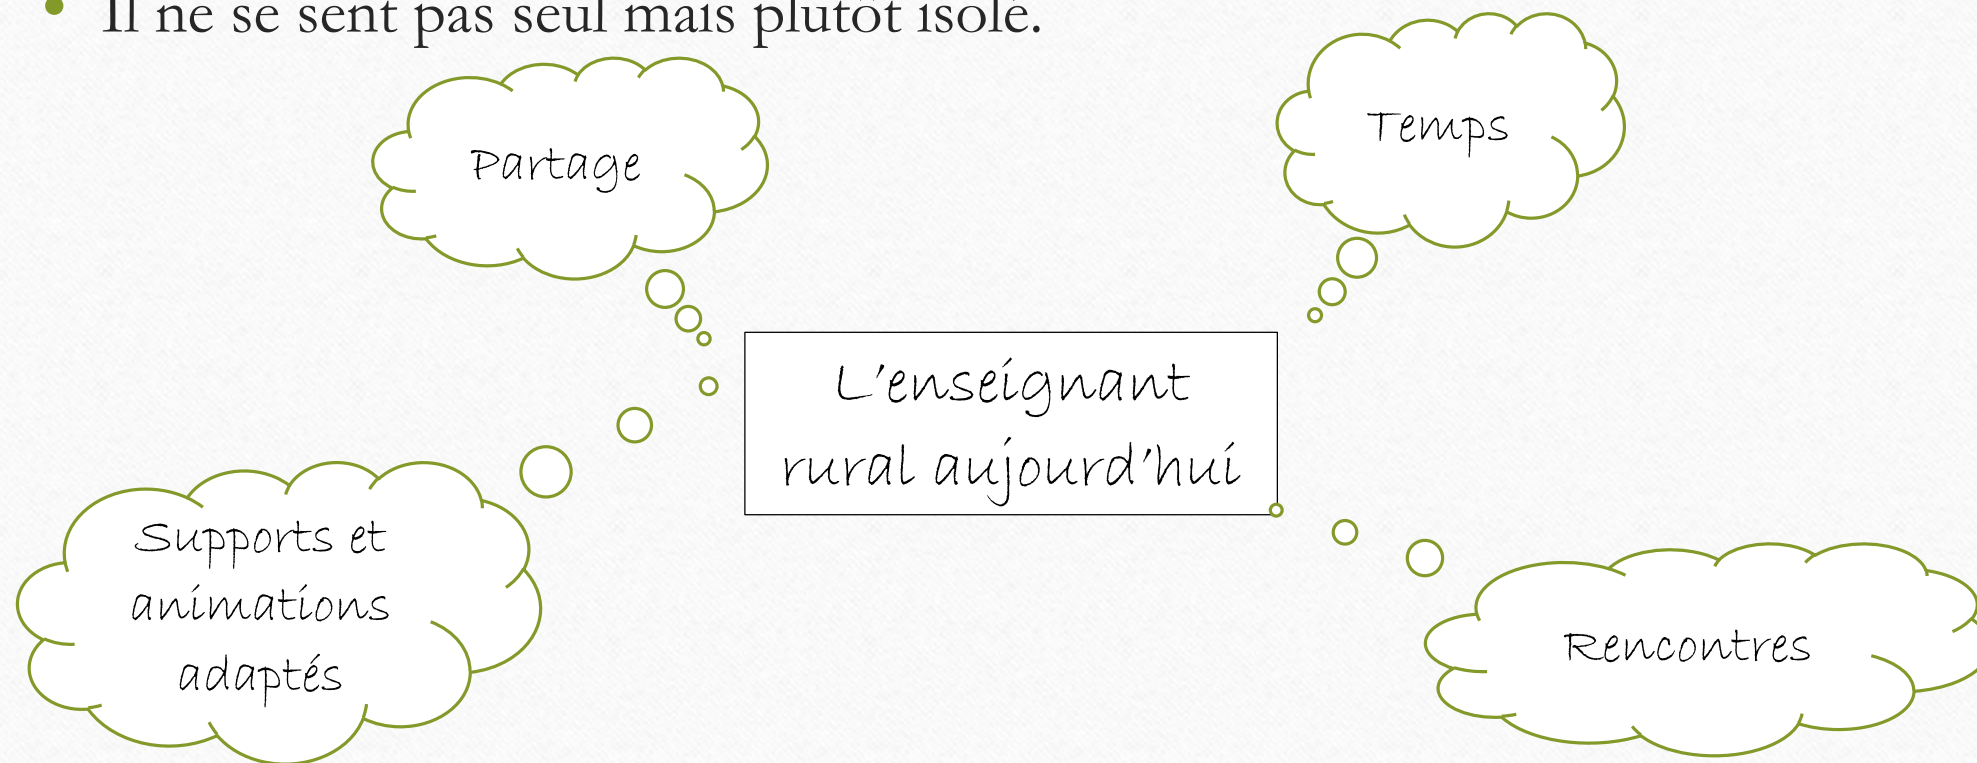 • Il ne se sent pas seul mais plutôt isolé.
Partage
Temps
L'enseignant
rural aujourd'hui
Supports et
animations
adaptés
Rencontres